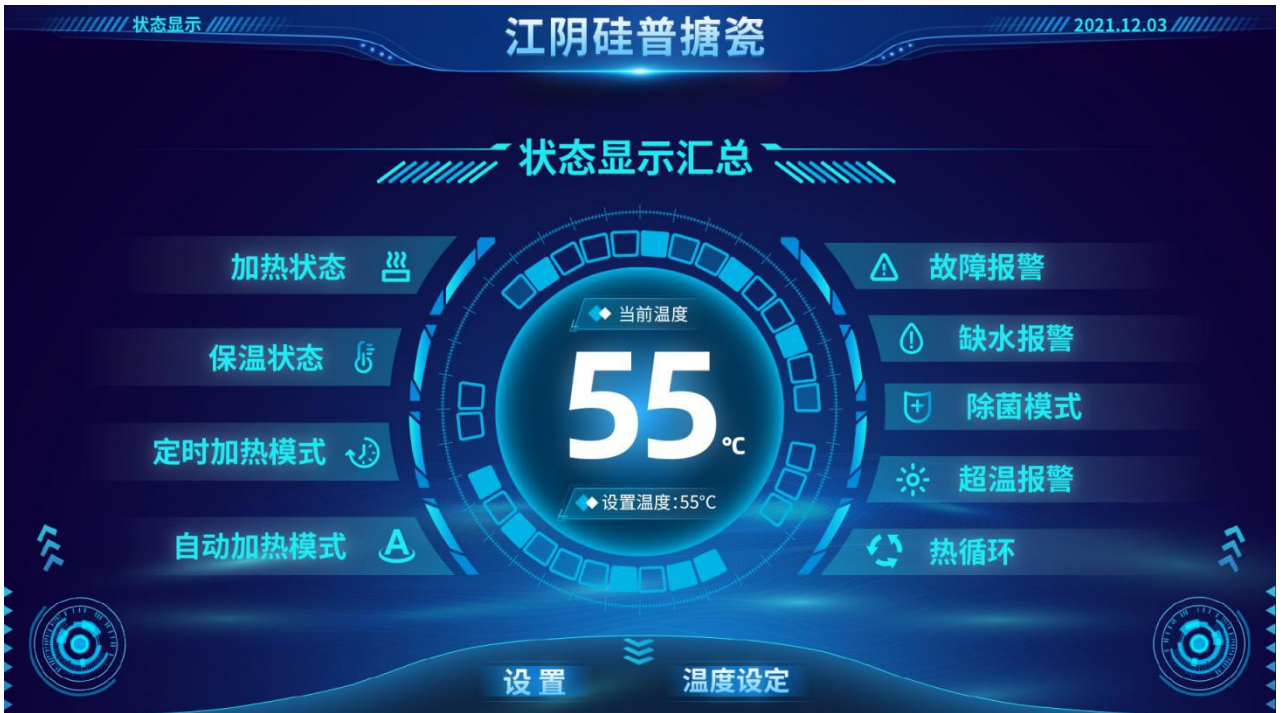 状态显示
江阴硅普搪瓷
2021.12.03
状态显示汇总
加热状态
保温状态
定时加热模式
自动加热模式
A
当前温度
55℃
设置温度:55℃
故障报警
缺水报警
除菌模式
超温报警
热循环
设置
温度设定